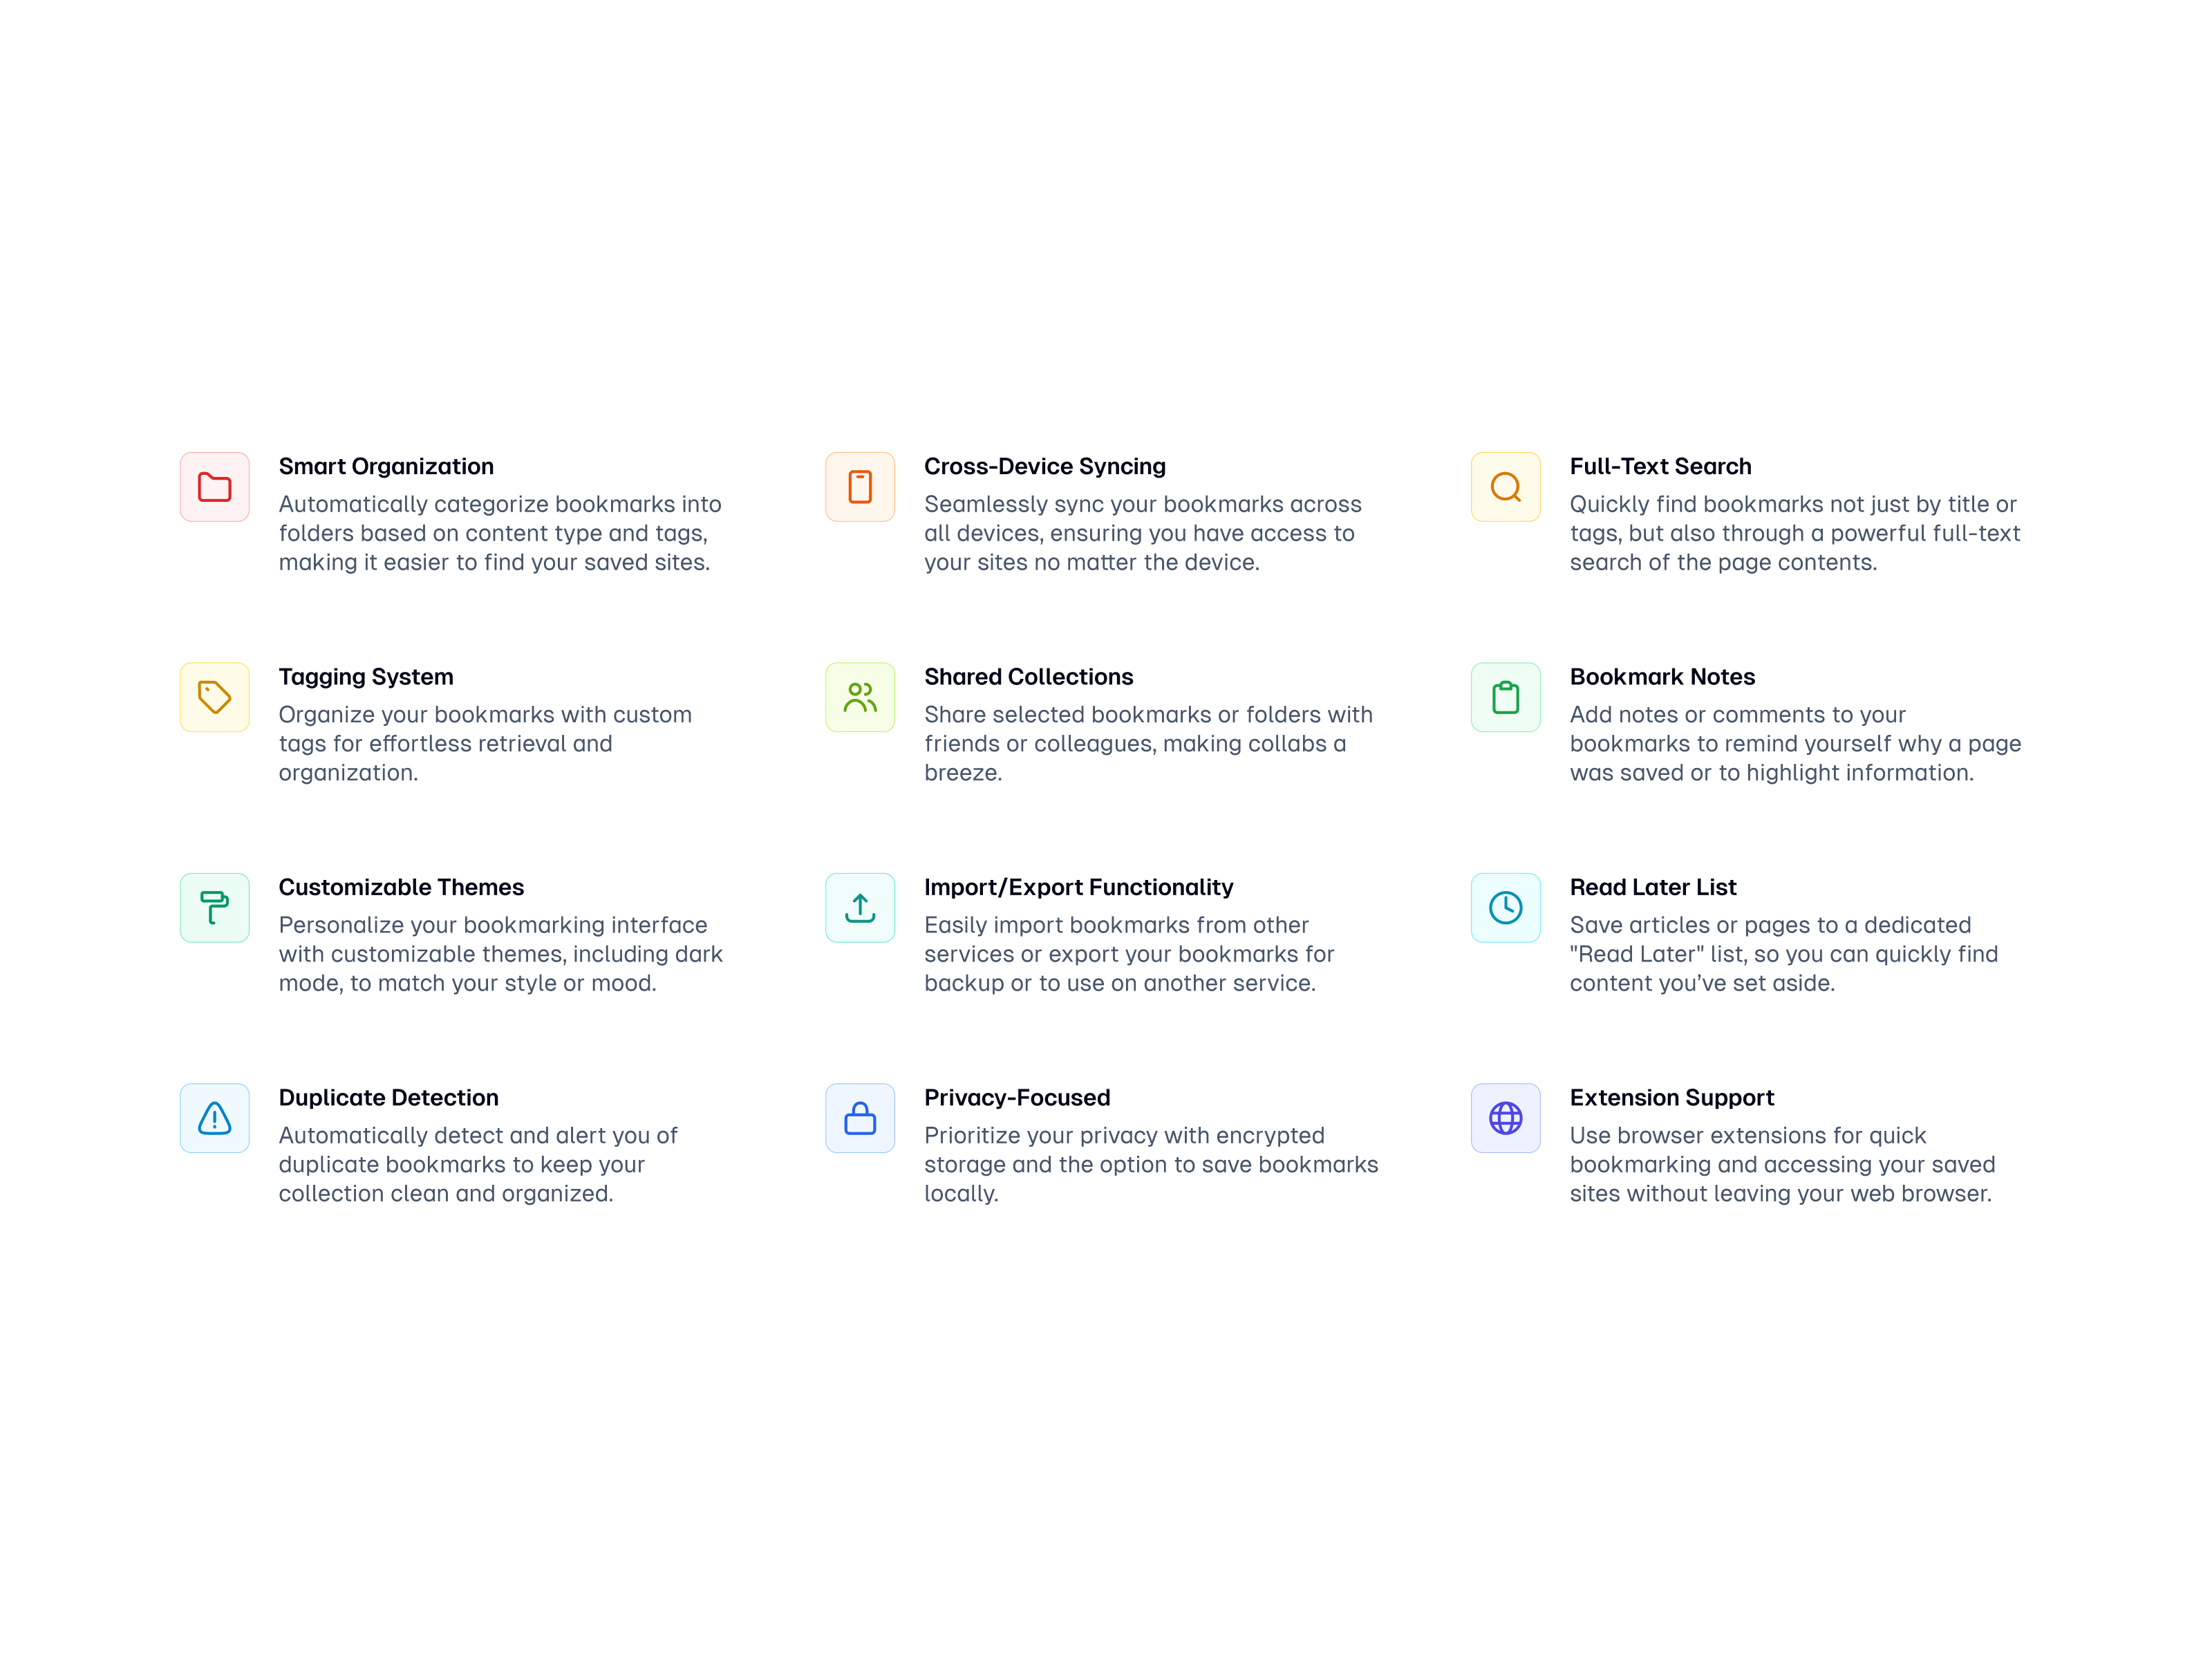 Smart Organization
Automatically categorize bookmarks into
folders based on content type and tags,
making it easier to find your saved sites.
Cross-Device Syncing
Seamlessly sync your bookmarks across
all devices, ensuring you have access to
your sites no matter the device.
Full-Text Search
Quickly find bookmarks not just by title or
tags, but also through a powerful full-text
search of the page contents.
Tagging System
Organize your bookmarks with custom
tags for effortless retrieval and
organization.
Shared Collections
Share selected bookmarks or folders with
friends or colleagues, making collabs a
breeze.
Bookmark Notes
Add notes or comments to your
bookmarks to remind yourself why a page
was saved or to highlight information.
Customizable Themes
Personalize your bookmarking interface
with customizable themes, including dark
mode, to match your style or mood.
Import/Export Functionality
Easily import bookmarks from other
services or export your bookmarks for
backup or to use on another service.
Read Later List
Save articles or pages to a dedicated
"Read Later" list, so you can quickly find
content you’ve set aside.
Duplicate Detection
Automatically detect and alert you of
duplicate bookmarks to keep your
collection clean and organized.
Privacy-Focused
Prioritize your privacy with encrypted
storage and the option to save bookmarks
locally.
Extension Support
Use browser extensions for quick
bookmarking and accessing your saved
sites without leaving your web browser.